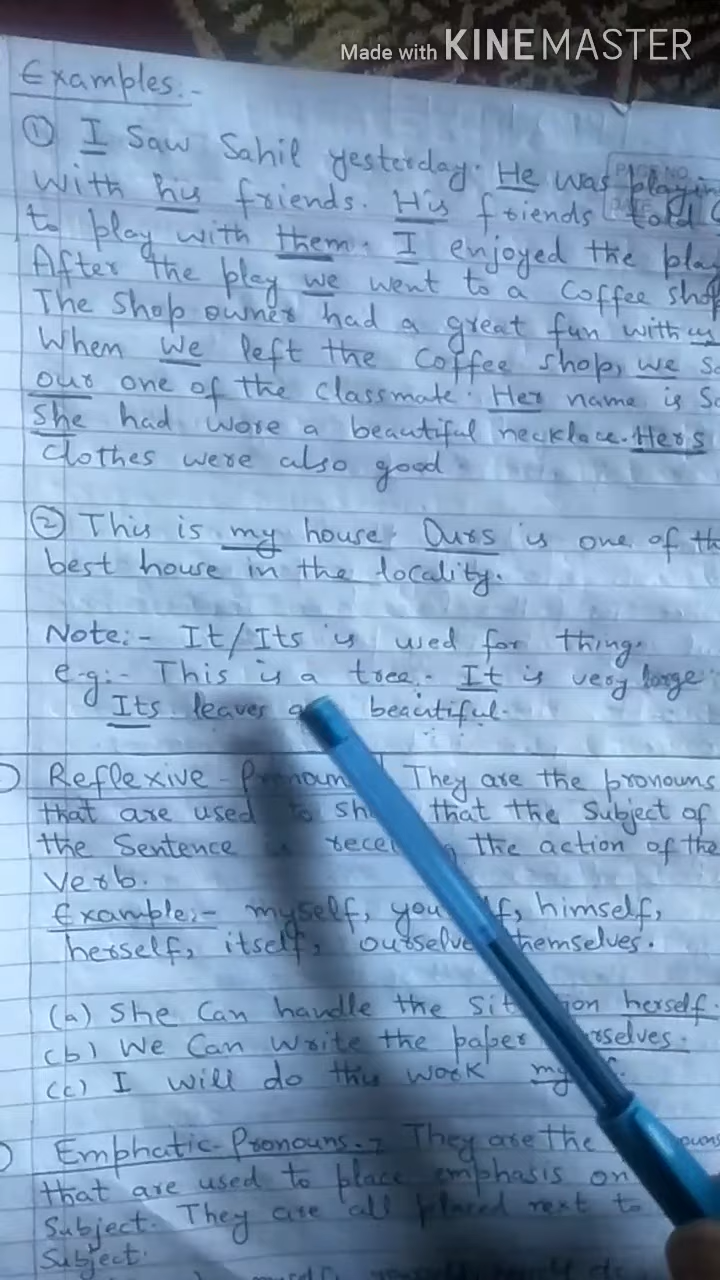 Made with KINEMASTER
Examples:-
① I Saw Sahil yesterday. He was playin
with his friends. His friends told
to play with them. I enjoyed the play
After the play we went to a Coffee shop
The Shop owner had a great fun with us
When we left the Coffee shop, we
our one of the classmate. Her name is
She had wore a beautiful necklace. Hers
Clothes were also good
② This is my house. Ours is one of th
best house in the locality.
Note:- It/Its is used for thing.
e.g:- This is a tree. It is very large
Its leaves beautiful.
Reflexive - They are the pronouns
that are used that the Subject of
the Sentence the action of the
Verb.
Example:- myself, himself,
herself, itself, themselves.
(a) She Can handle the herself.
(b) We Can write the paper
(c) I will do this work
Emphatic-Pronouns.- They are the
that are used to place emphasis on
Subject. They are all placed next to
Subject.